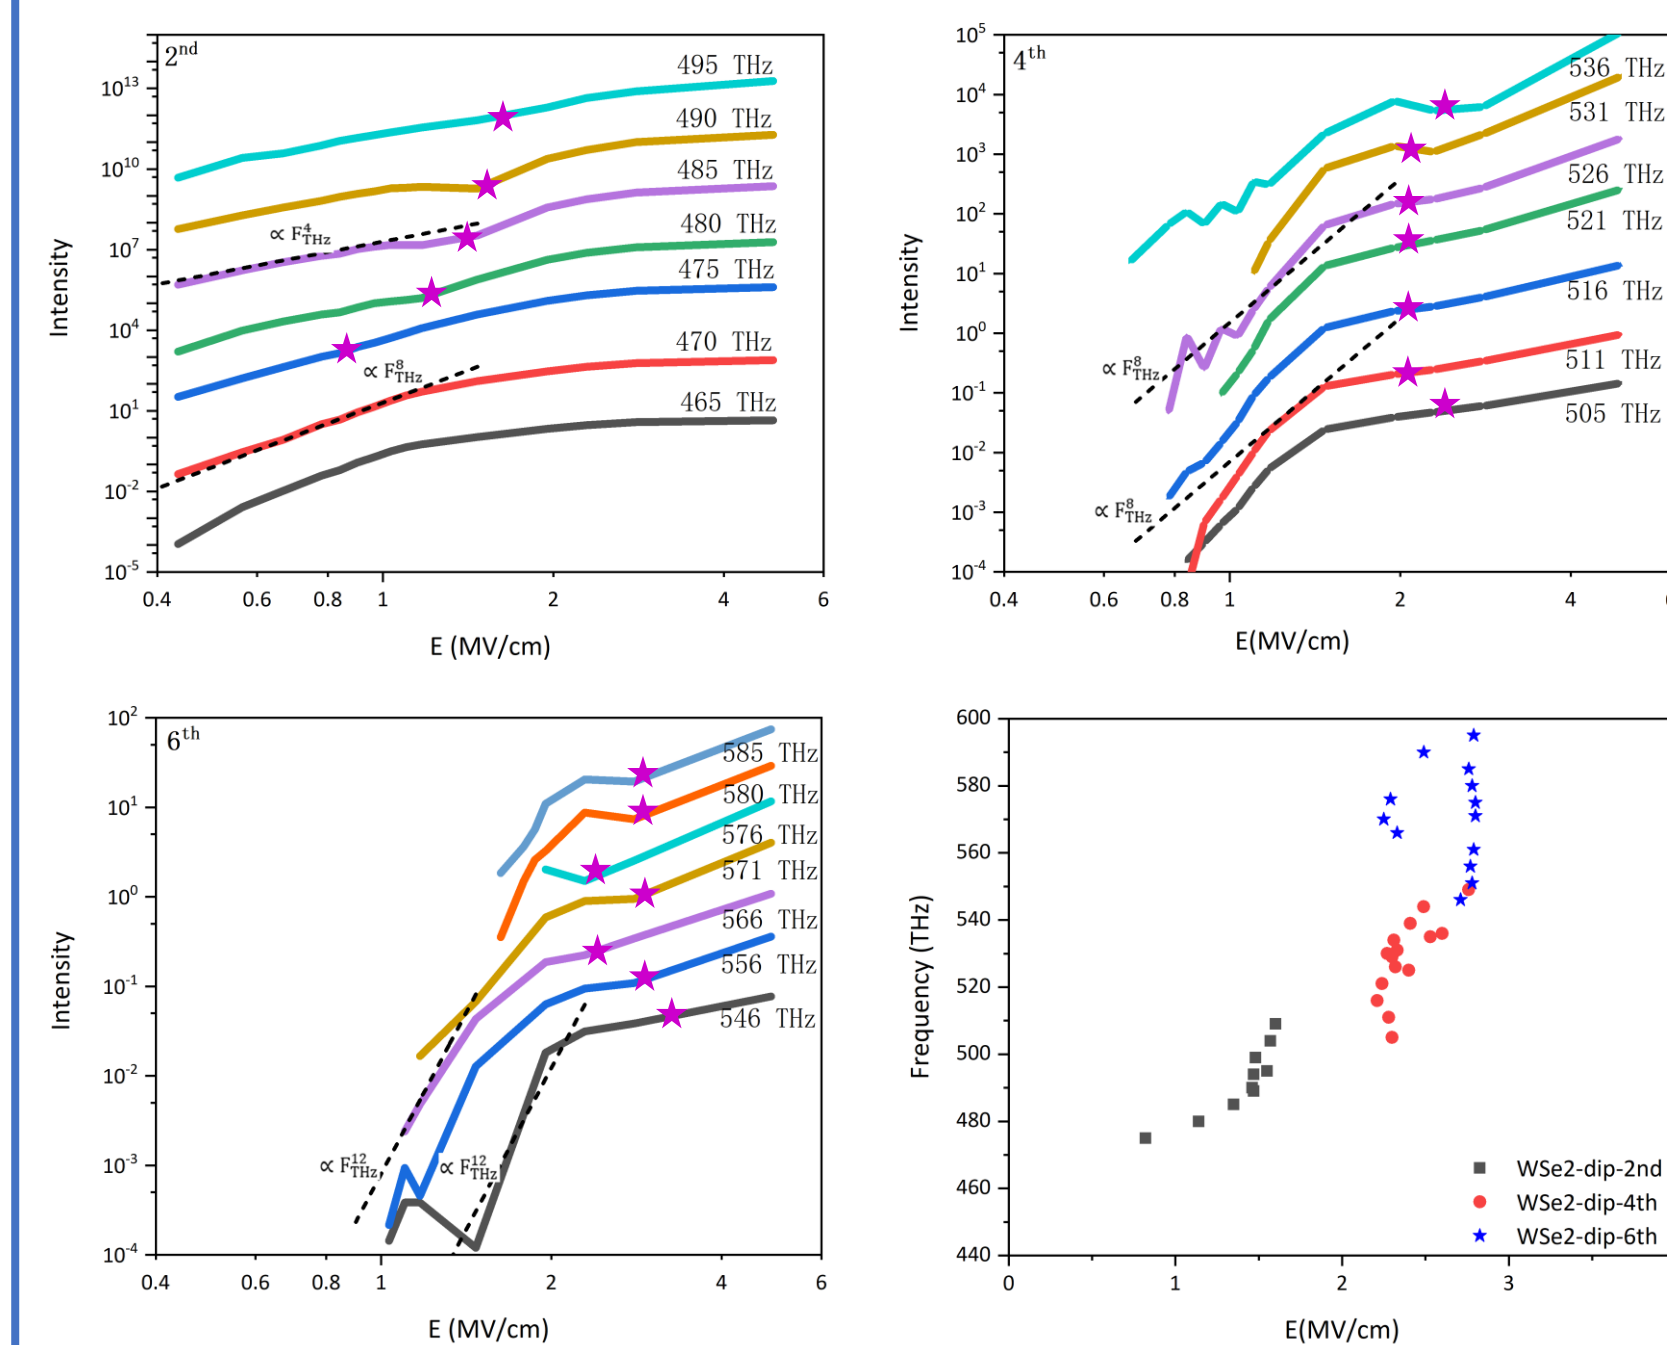 2nd
495 THz
490 THz
485 THz
480 THz
475 THz
470 THz
465 THz
∝ F4THz
∝ F8THz
10^13
10^10
10^7
10^4
10^1
10^-2
10^-5
0.4 0.6 0.8 1 2 4 6
Intensity
E (MV/cm)
4th
536 THz
531 THz
526 THz
521 THz
516 THz
511 THz
505 THz
∝ F8THz
∝ F8THz
10^5
10^4
10^3
10^2
10^1
10^0
10^-1
10^-2
10^-3
10^-4
0.4 0.6 0.8 1 2 4
Intensity
E(MV/cm)
6th
585 THz
580 THz
576 THz
571 THz
566 THz
556 THz
546 THz
∝ F12THz
∝ F12THz
10^2
10^1
10^0
10^-1
10^-2
10^-3
10^-4
0.4 0.6 0.8 1 2 4 6
Intensity
E (MV/cm)
600
580
560
540
520
500
480
460
440
0 1 2 3
Frequency (THz)
E(MV/cm)
WSe2-dip-2nd
WSe2-dip-4th
WSe2-dip-6th